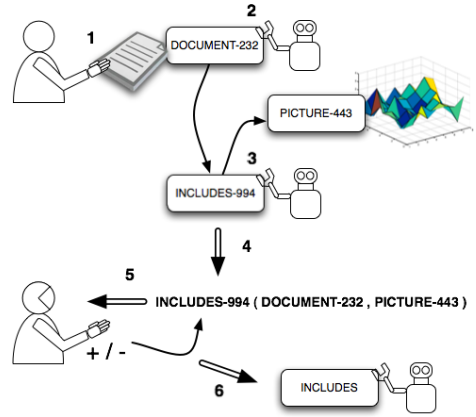 1
2
DOCUMENT-232
PICTURE-443
3
INCLUDES-994
4
5
INCLUDES-994 ( DOCUMENT-232 , PICTURE-443 )
+ / -
6
INCLUDES